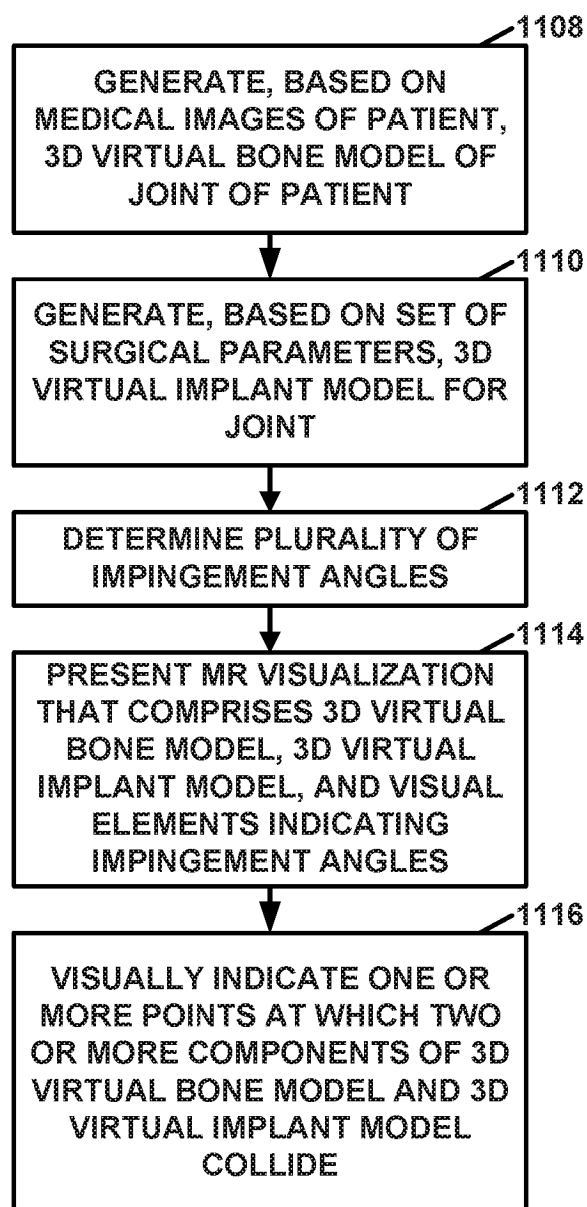 1108
GENERATE, BASED ON
MEDICAL IMAGES OF PATIENT,
3D VIRTUAL BONE MODEL OF
JOINT OF PATIENT
1110
GENERATE, BASED ON SET OF
SURGICAL PARAMETERS, 3D
VIRTUAL IMPLANT MODEL FOR
JOINT
1112
DETERMINE PLURALITY OF
IMPINGEMENT ANGLES
1114
PRESENT MR VISUALIZATION
THAT COMPRISES 3D VIRTUAL
BONE MODEL, 3D VIRTUAL
IMPLANT MODEL, AND VISUAL
ELEMENTS INDICATING
IMPINGEMENT ANGLES
1116
VISUALLY INDICATE ONE OR
MORE POINTS AT WHICH TWO
OR MORE COMPONENTS OF 3D
VIRTUAL BONE MODEL AND 3D
VIRTUAL IMPLANT MODEL
COLLIDE